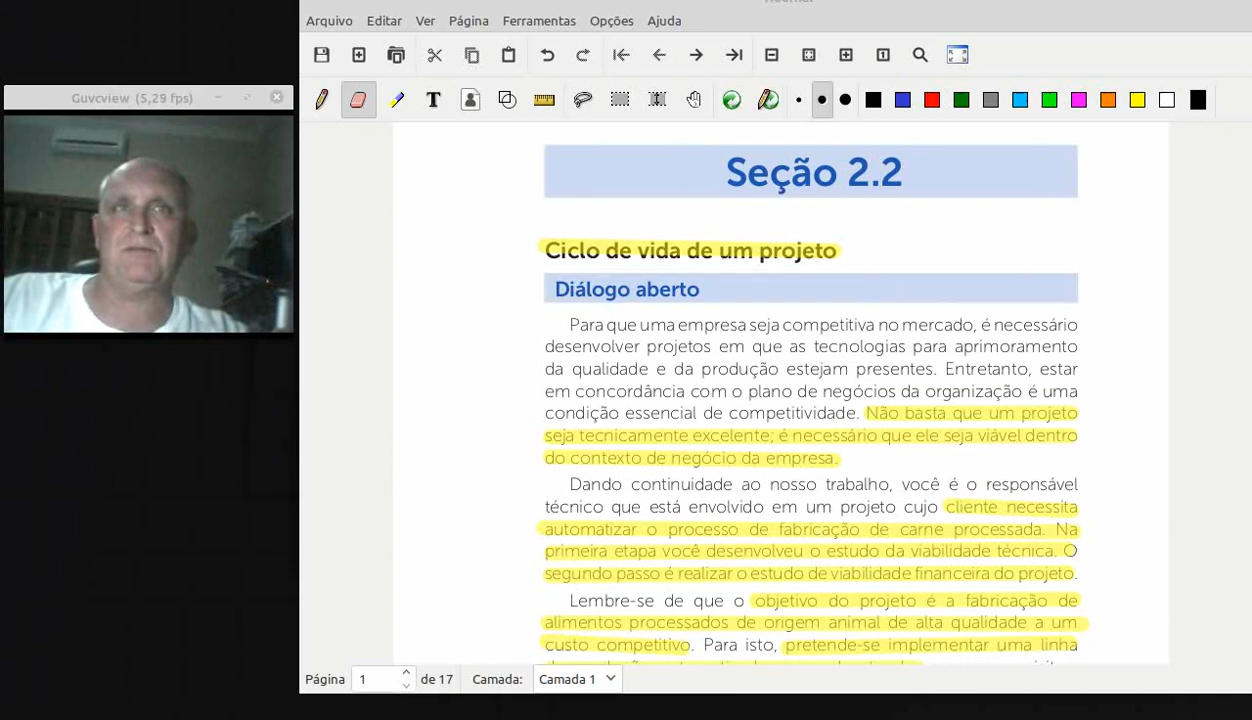 Arquivo Editar Ver Página Ferramentas Opções Ajuda
T
1
Guvcview (5,29 fps)
Seção 2.2
Ciclo de vida de um projeto
Diálogo aberto
Para que uma empresa seja competitiva no mercado, é necessário
desenvolver projetos em que as tecnologias para aprimoramento
da qualidade e da produção estejam presentes. Entretanto, estar
em concordância com o plano de negócios da organização é uma
condição essencial de competitividade. Não basta que um projeto
seja tecnicamente excelente; é necessário que ele seja viável dentro
do contexto de negócio da empresa.
Dando continuidade ao nosso trabalho, você é o responsável
técnico que está envolvido em um projeto cujo cliente necessita
automatizar o processo de fabricação de carne processada. Na
primeira etapa você desenvolveu o estudo da viabilidade técnica. O
segundo passo é realizar o estudo de viabilidade financeira do projeto.
Lembre-se de que o objetivo do projeto é a fabricação de
alimentos processados de origem animal de alta qualidade a um
custo competitivo. Para isto, pretende-se implementar uma linha
Página 1 de 17 Camada: Camada 1